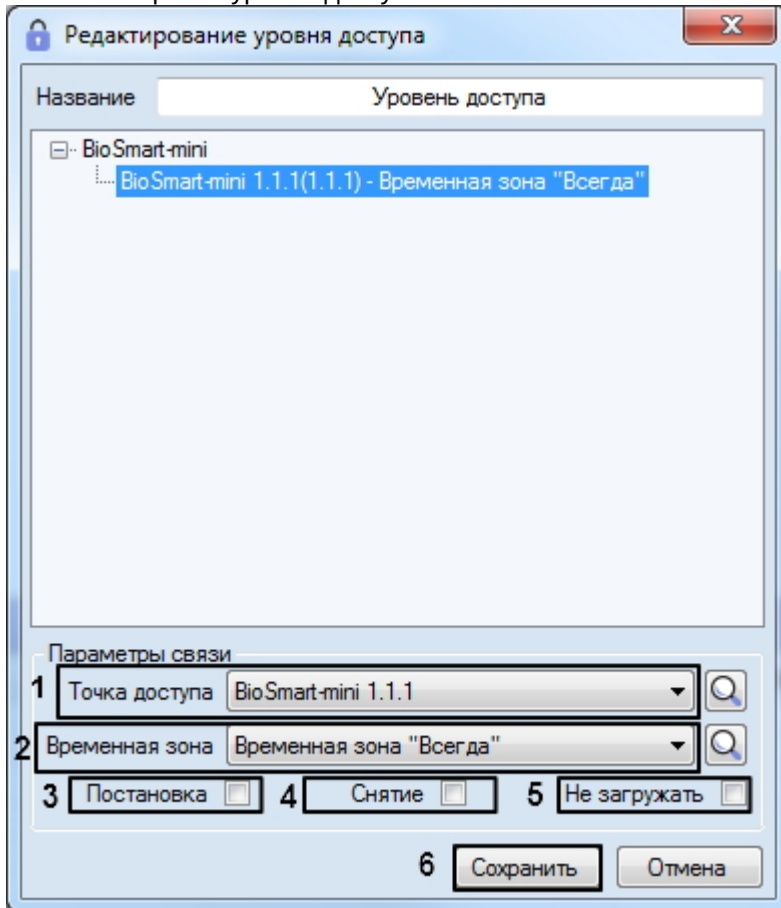 Редактирование уровня доступа
Название Уровень доступа
BioSmart-mini
BioSmart-mini 1.1.1(1.1.1) - Временная зона "Всегда"
Параметры связи
1 Точка доступа BioSmart-mini 1.1.1
2 Временная зона Временная зона "Всегда"
3 Постановка 4 Снятие 5 Не загружать
6 Сохранить Отмена